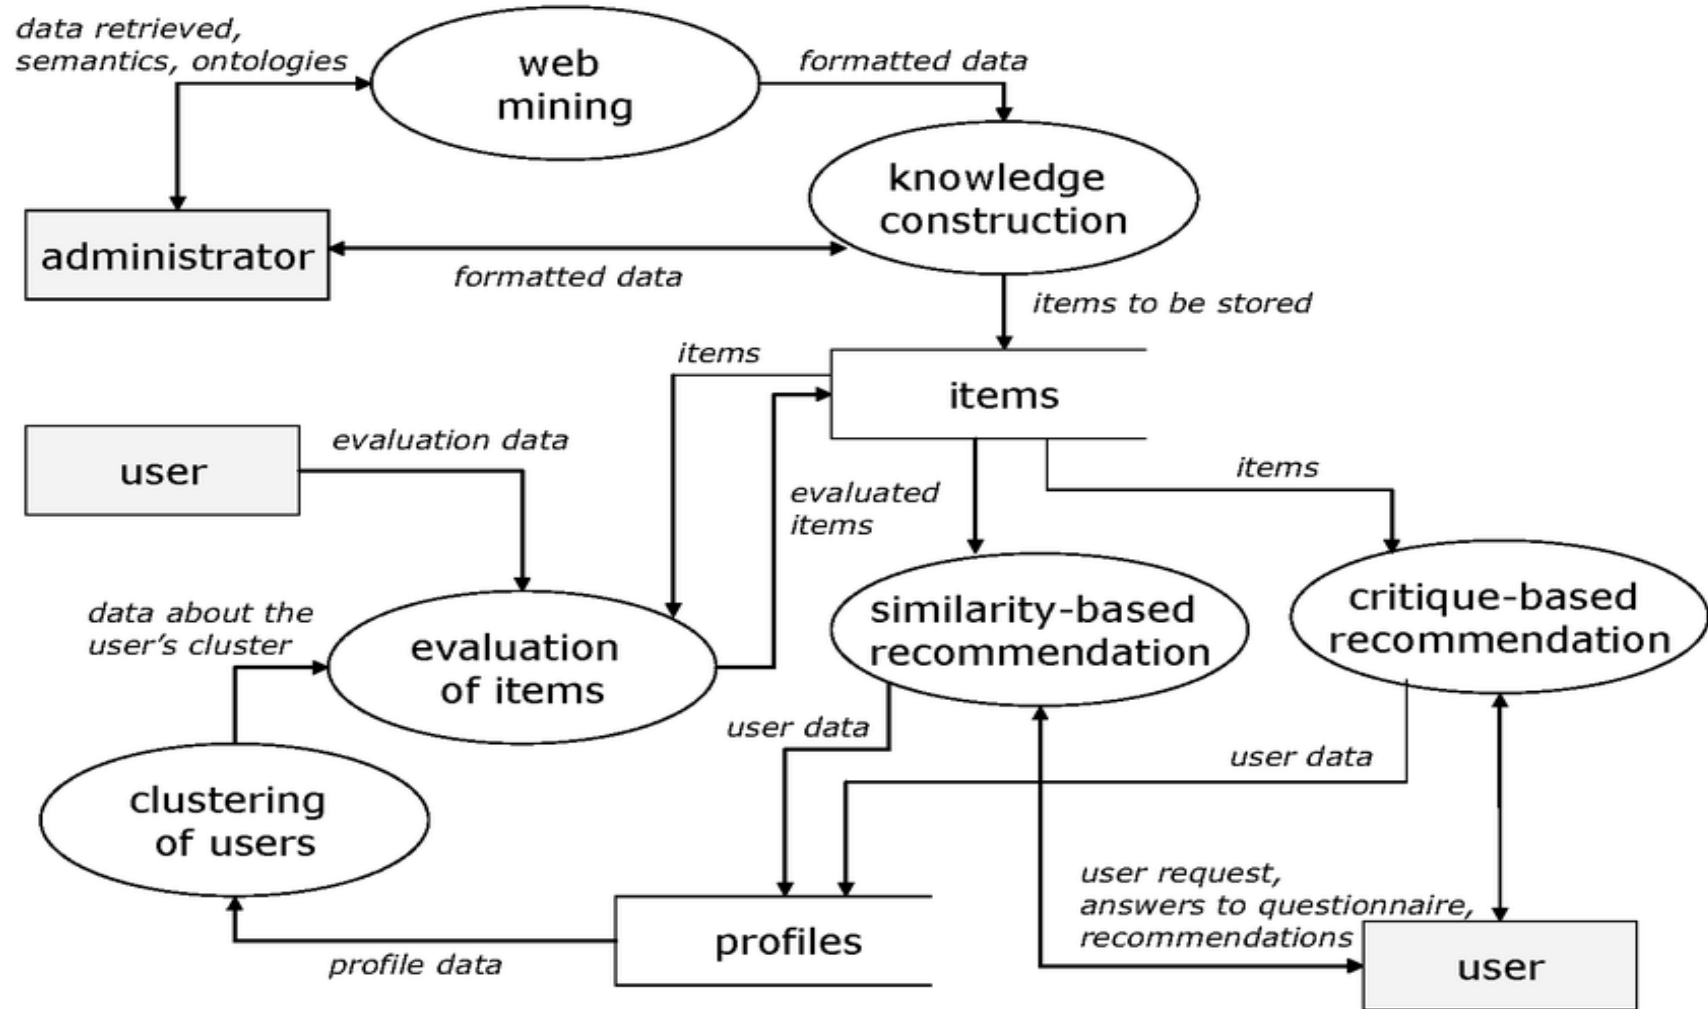 data retrieved,
semantics, ontologies
web
mining
formatted data
knowledge
construction
administrator
formatted data
items to be stored
items
items
user
evaluation data
evaluated
items
items
data about the
user's cluster
evaluation
of items
similarity-based
recommendation
critique-based
recommendation
user data
user data
clustering
of users
user request,
answers to questionnaire,
recommendations
profile data
profiles
user